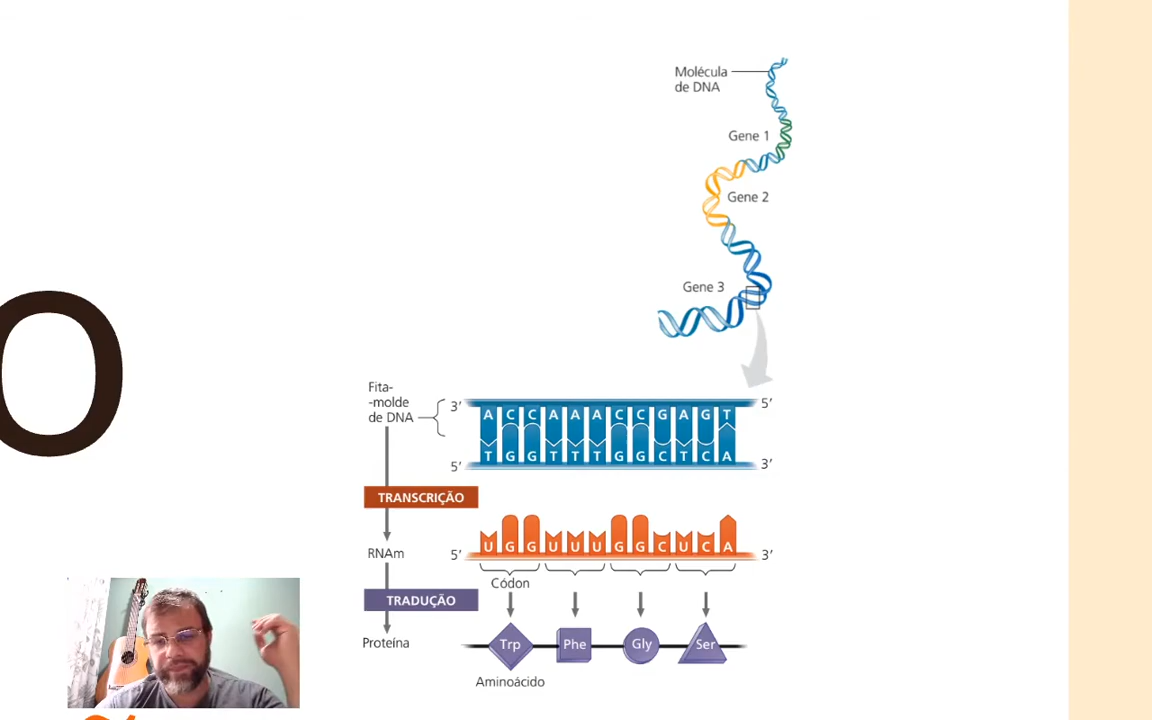 Molécula
de DNA
Gene 1
Gene 2
O
Gene 3
Fita-
-molde
de DNA
3’ 5’
A C C A A A C C G A G T
T G G T T T G G C T C A
5’ 3’
TRANSCRIÇÃO
RNAm
5’ U G G U U U G G C U C A 3’
Códon
TRADUÇÃO
Proteína
Trp Phe Gly Ser
Aminoácido